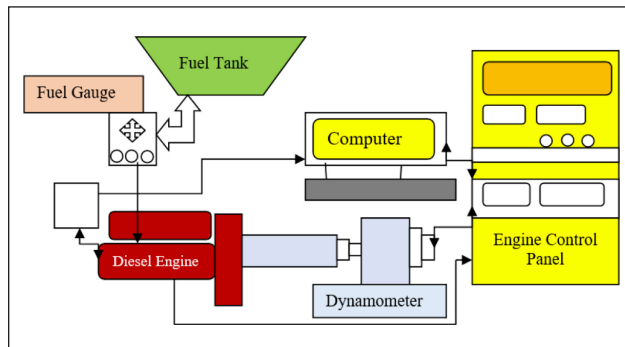 Fuel Tank
Fuel Gauge
Computer
Diesel Engine
Engine Control
Panel
Dynamometer